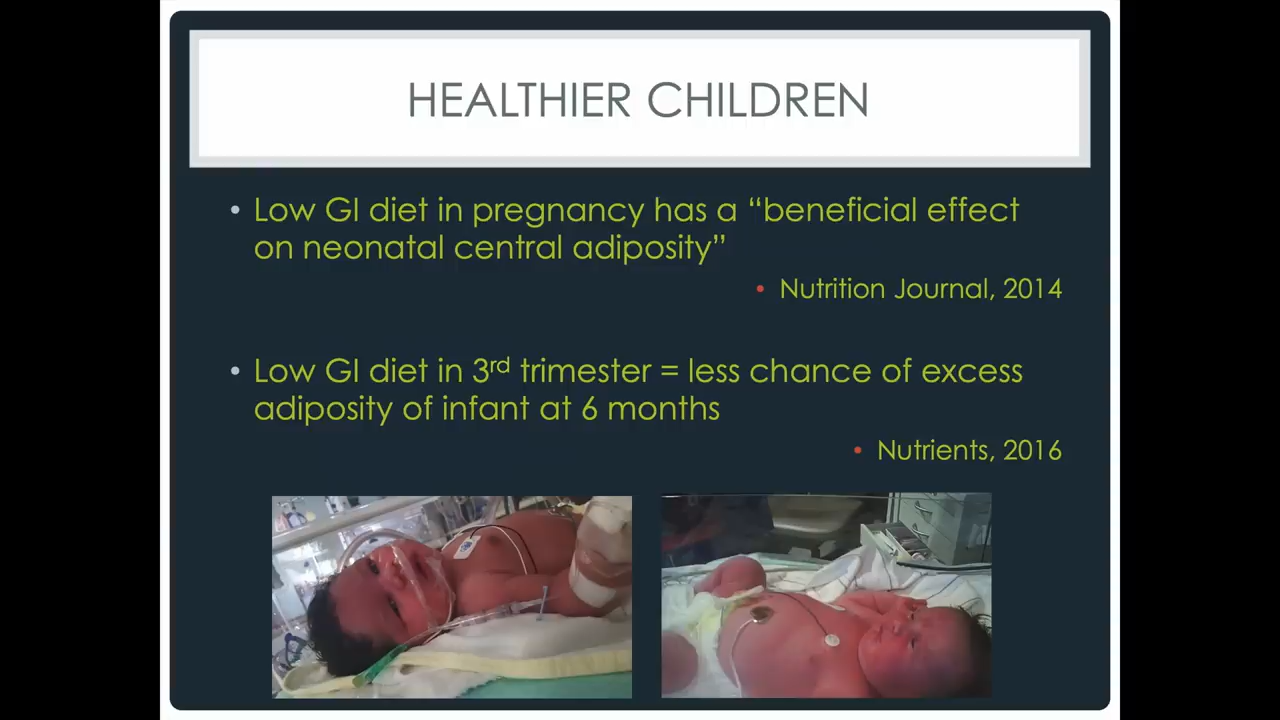 HEALTHIER CHILDREN
• Low GI diet in pregnancy has a “beneficial effect
on neonatal central adiposity”
• Nutrition Journal, 2014
• Low GI diet in 3rd trimester = less chance of excess
adiposity of infant at 6 months
• Nutrients, 2016